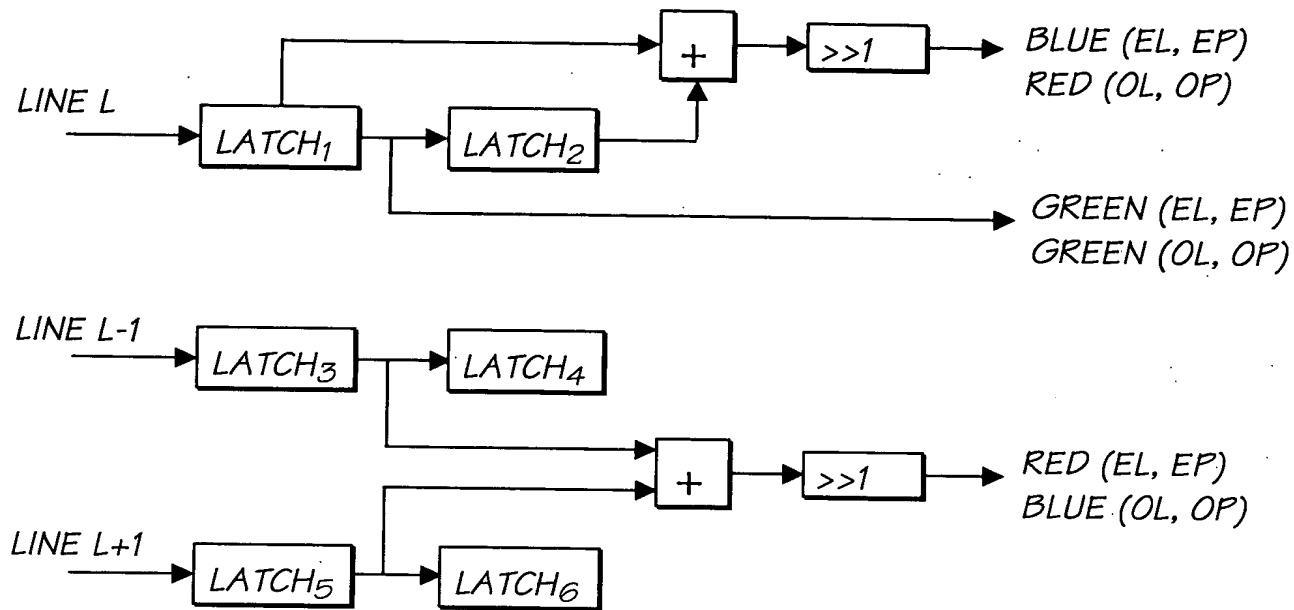 BLUE (EL, EP)
RED (OL, OP)
+
>>1
LINE L
LATCH₁
LATCH₂
GREEN (EL, EP)
GREEN (OL, OP)
LINE L-1
LATCH₃
LATCH₄
+
>>1
RED (EL, EP)
BLUE (OL, OP)
LINE L+1
LATCH₅
LATCH₆